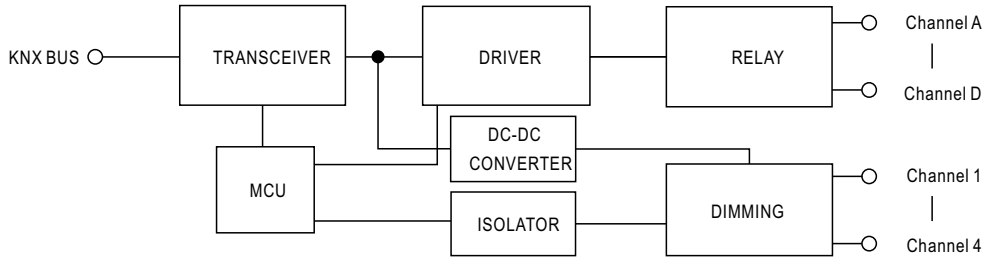 KNX BUS
TRANSCEIVER
DRIVER
RELAY
Channel A
Channel D
MCU
DC-DC
CONVERTER
ISOLATOR
DIMMING
Channel 1
Channel 4